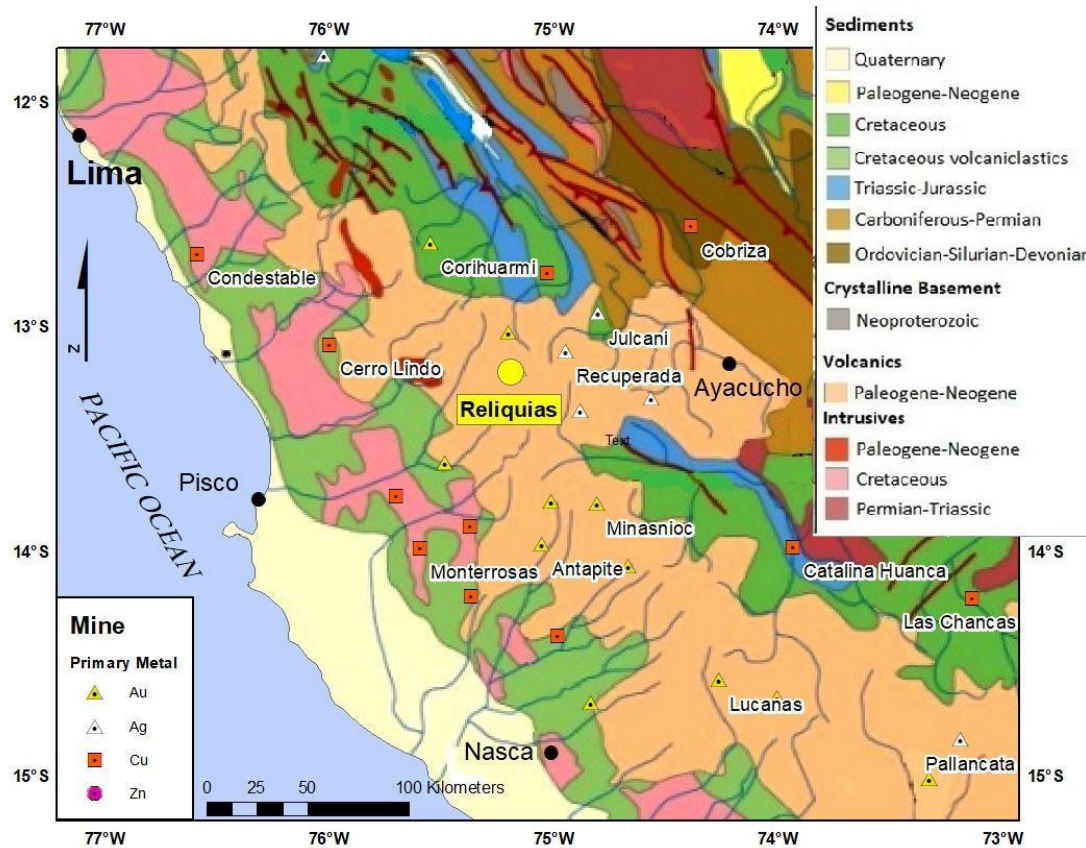 77°W
76°W
75°W
74°W
12°S
13°S
14°S
15°S
Lima
Z
PACIFIC OCEAN
Condestable
Corihuarmi
Cobriza
Cerro Lindo
Julcani
Recuperada
Ayacucho
Reliquias
Text
Pisco
Minasnioc
Monterrosas
Antapite
Catalina Huanca
Las Chancas
Lucanas
Nasca
Pallancata
14°S
15°S
Sediments
Quaternary
Paleogene-Neogene
Cretaceous
Cretaceous volcaniclastics
Triassic-Jurassic
Carboniferous-Permian
Ordovician-Silurian-Devonian
Crystalline Basement
Neoproterozoic
Volcanics
Paleogene-Neogene
Intrusives
Paleogene-Neogene
Cretaceous
Permian-Triassic
Mine
Primary Metal
Au
Ag
Cu
Zn
0 25 50 100 Kilometers
77°W
76°W
75°W
74°W
73°W